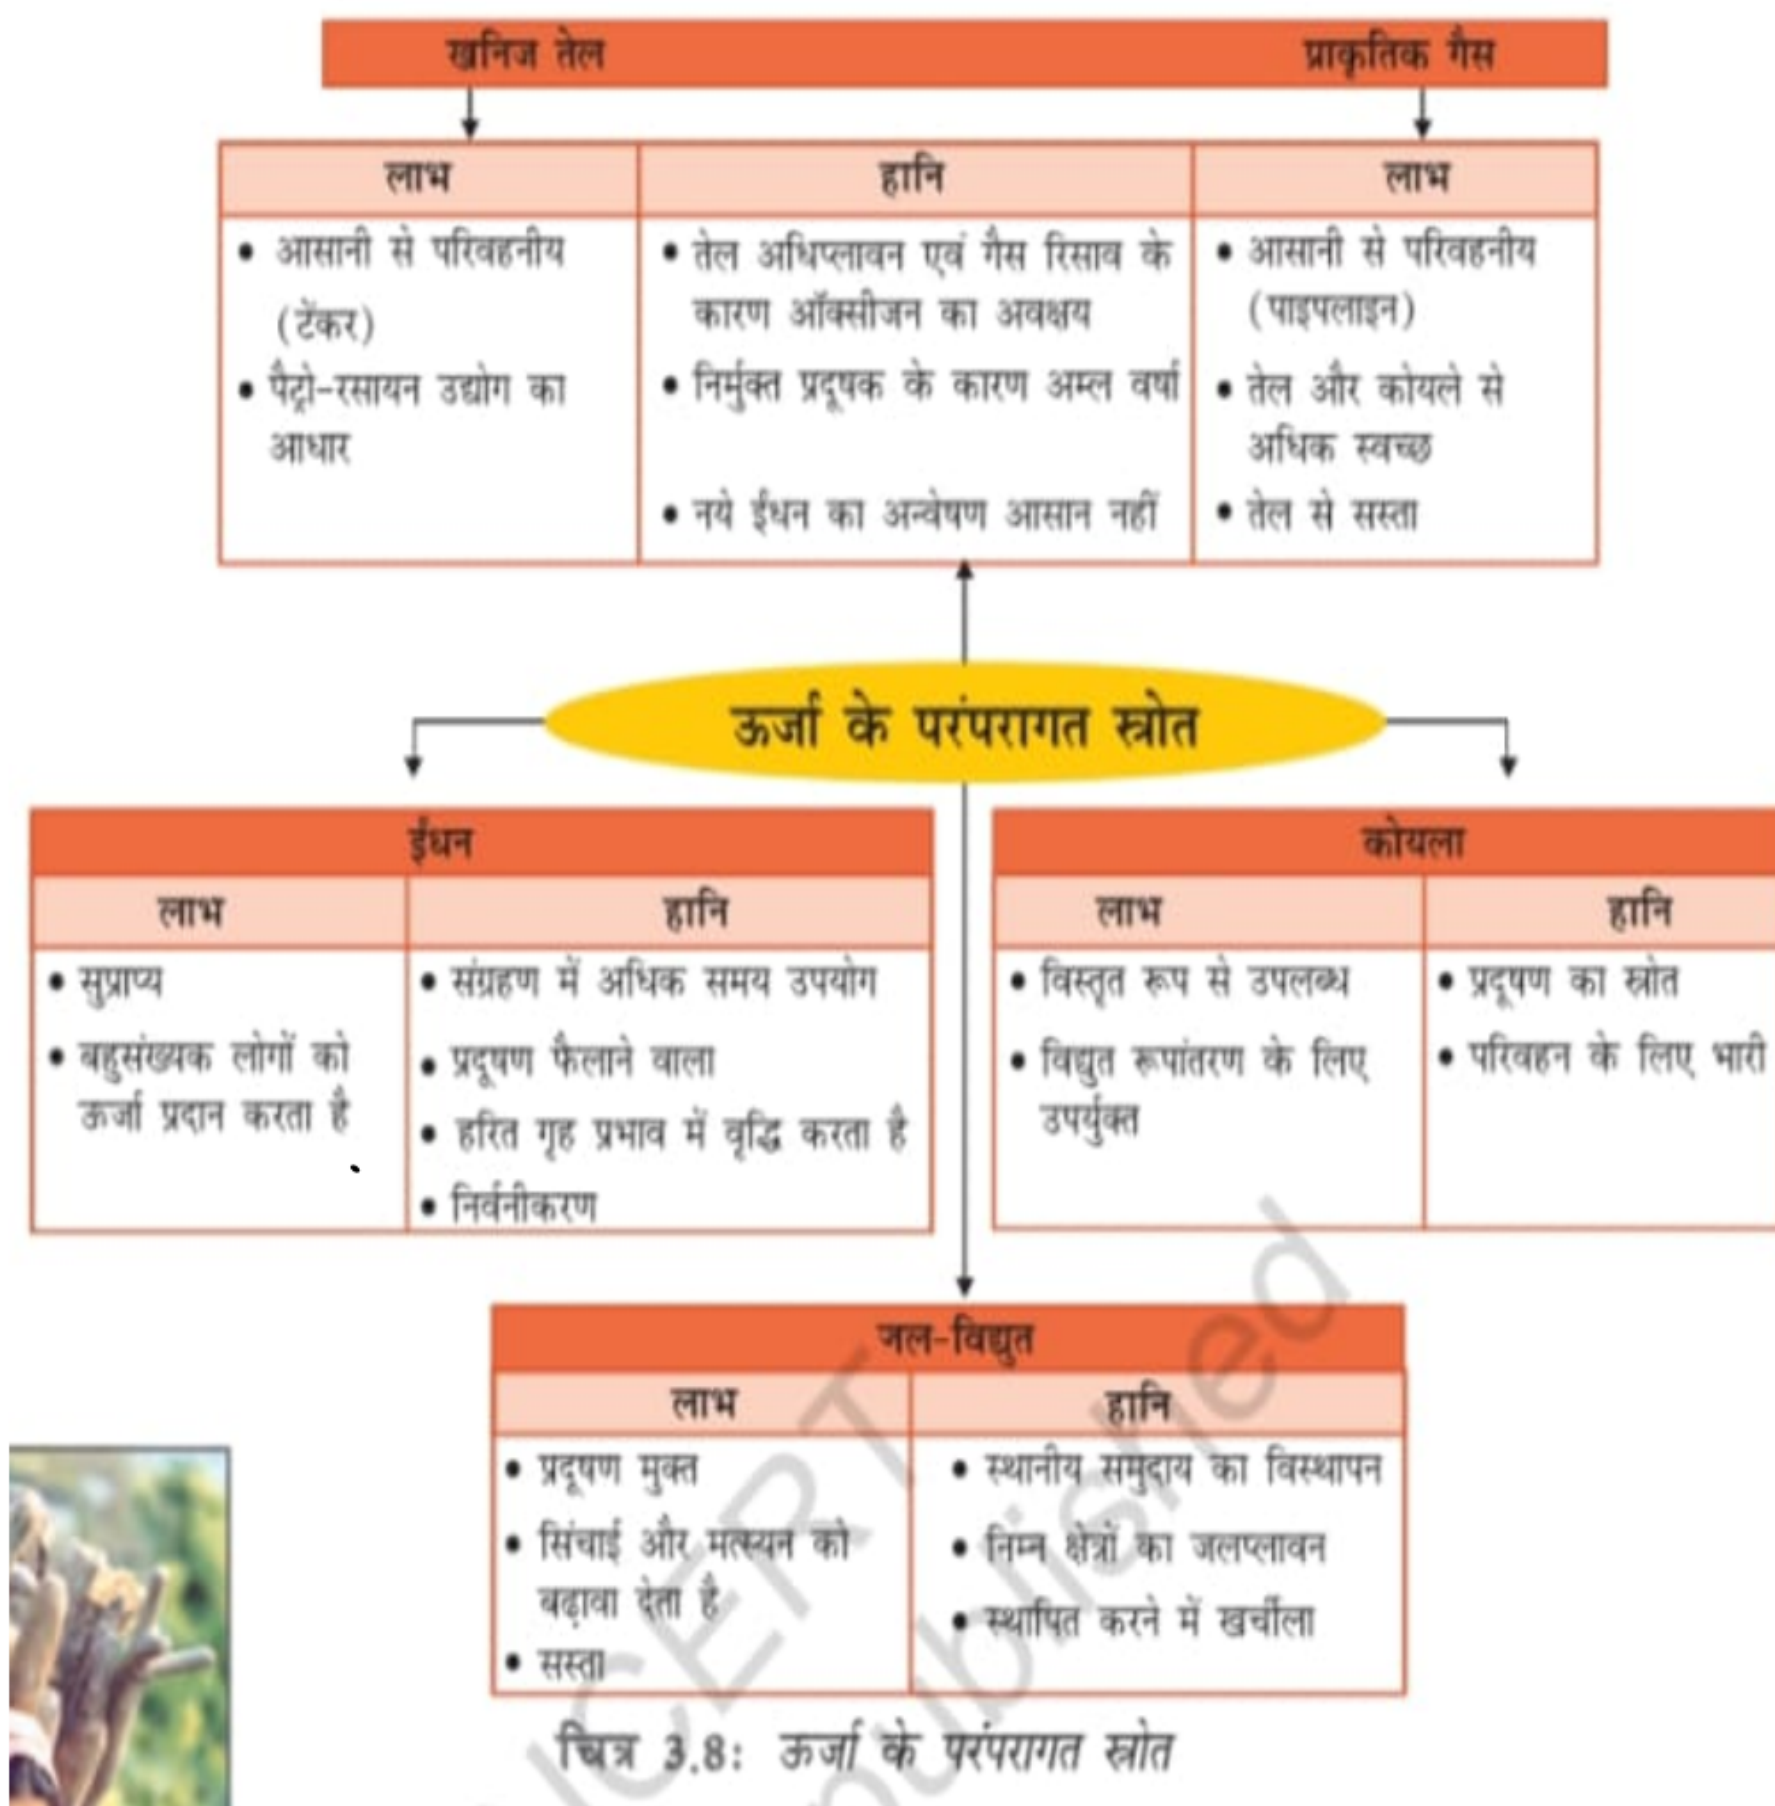 खनिज तेल
प्राकृतिक गैस
लाभ
हानि
लाभ
• आसानी से परिवहनीय
(टेंकर)
• पैट्रो-रसायन उद्योग का
आधार
• तेल अधिप्लावन एवं गैस रिसाव के
कारण ऑक्सीजन का अवक्षय
• निर्मुक्त प्रदूषक के कारण अम्ल वर्षा
• नये ईंधन का अन्वेषण आसान नहीं
• आसानी से परिवहनीय
(पाइपलाइन)
• तेल और कोयले से
अधिक स्वच्छ
• तेल से सस्ता
ऊर्जा के परंपरागत स्त्रोत
ईंधन
लाभ
हानि
• सुप्राप्य
• बहुसंख्यक लोगों को
ऊर्जा प्रदान करता है
• संग्रहण में अधिक समय उपयोग
• प्रदूषण फैलाने वाला
• हरित गृह प्रभाव में वृद्धि करता है
• निर्वनीकरण
कोयला
लाभ
हानि
• विस्तृत रूप से उपलब्ध
• विद्युत रूपांतरण के लिए
उपर्युक्त
• प्रदूषण का स्रोत
• परिवहन के लिए भारी
जल-विद्युत
लाभ
हानि
• प्रदूषण मुक्त
• सिंचाई और मत्स्यन को
बढ़ावा देता है
• सस्ता
• स्थानीय समुदाय का विस्थापन
• निम्न क्षेत्रों का जलप्लावन
• स्थापित करने में खर्चीला
चित्र 3.8: ऊर्जा के परंपरागत स्त्रोत
NCERT
published